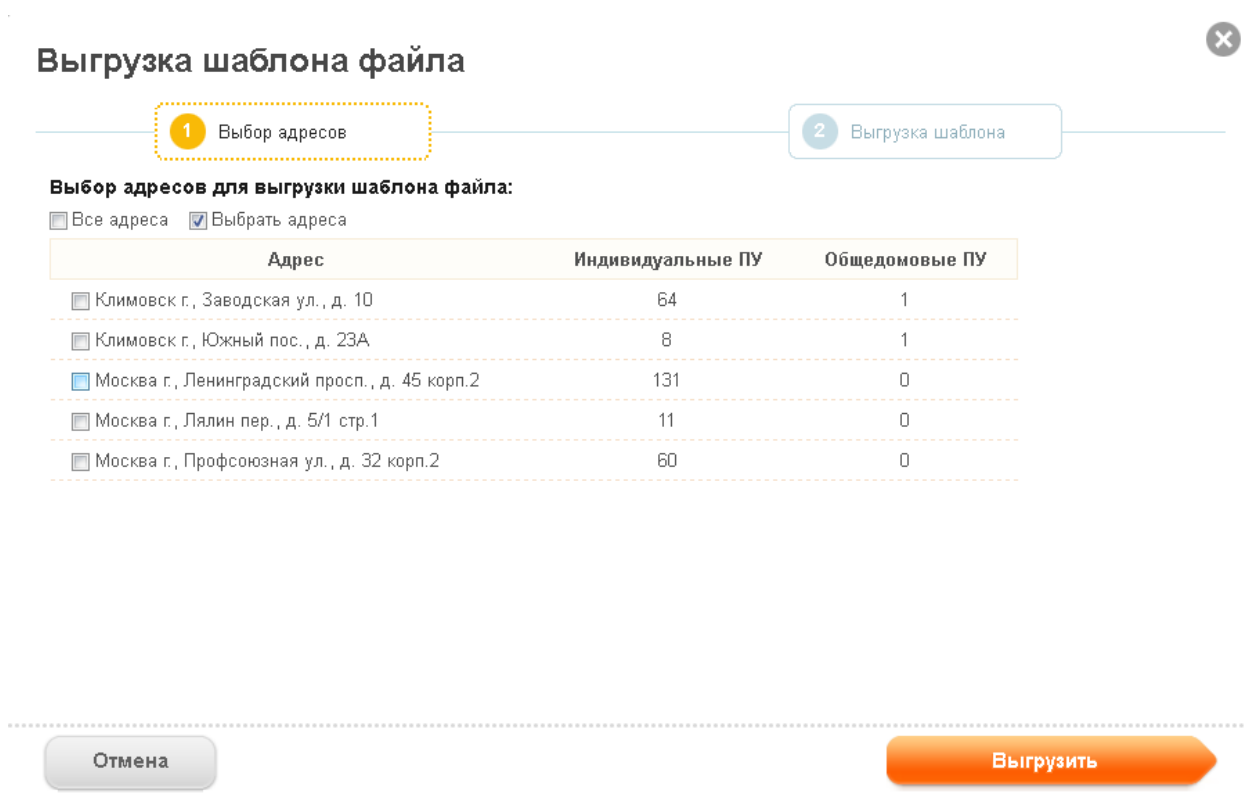 Выгрузка шаблона файла
1 Выбор адресов 2 Выгрузка шаблона
Выбор адресов для выгрузки шаблона файла:
Все адреса Выбрать адреса
Адрес Индивидуальные ПУ Общедомовые ПУ
Климовск г., Заводская ул., д. 10 64 1
Климовск г., Южный пос., д. 23А 8 1
Москва г., Ленинградский просп., д. 45 корп.2 131 0
Москва г., Лялин пер., д. 5/1 стр.1 11 0
Москва г., Профсоюзная ул., д. 32 корп.2 60 0
Отмена Выгрузить